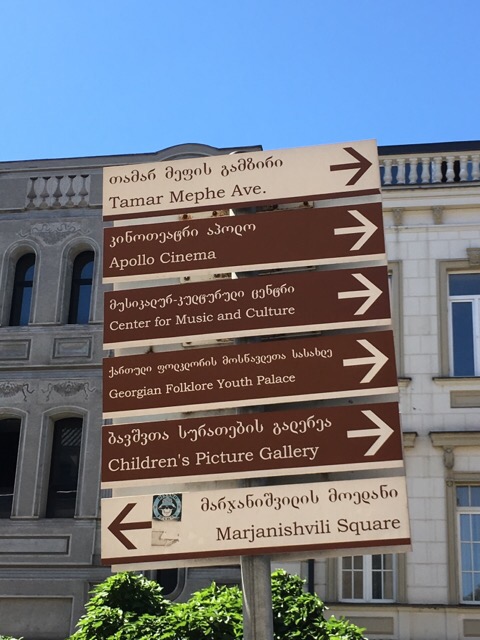 თამარ მეფის გამზირი
Tamar Mephe Ave.
კინოთეატრი აპოლო
Apollo Cinema
მუსიკალურ-კულტურული ცენტრი
Center for Music and Culture
ქართული ფოლკლორის მოსწავლეთა სასახლე
Georgian Folklore Youth Palace
ბავშვთა სურათების გალერეა
Children's Picture Gallery
მარჯანიშვილის მოედანი
Marjanishvili Square